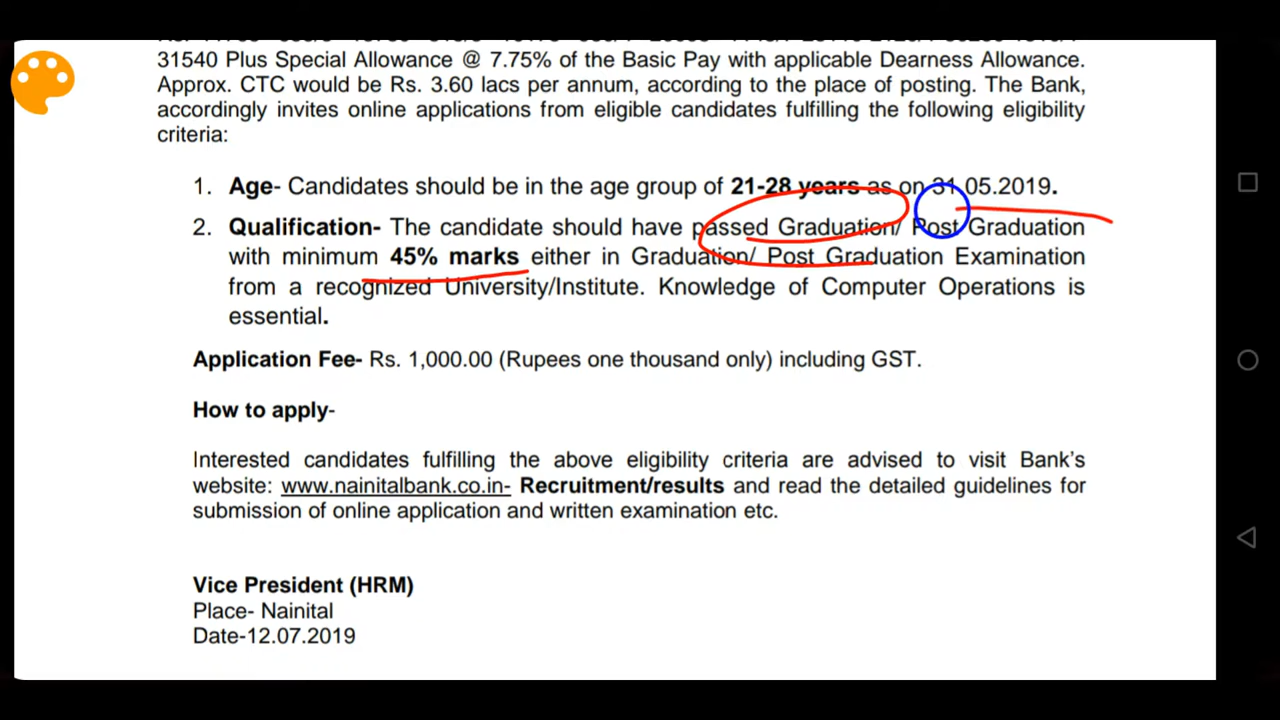 31540 Plus Special Allowance @ 7.75% of the Basic Pay with applicable Dearness Allowance.
Approx. CTC would be Rs. 3.60 lacs per annum, according to the place of posting. The Bank,
accordingly invites online applications from eligible candidates fulfilling the following eligibility
criteria:
1. Age- Candidates should be in the age group of 21-28 years as on 31.05.2019.
2. Qualification- The candidate should have passed Graduation/ Post Graduation
with minimum 45% marks either in Graduation/ Post Graduation Examination
from a recognized University/Institute. Knowledge of Computer Operations is
essential.
Application Fee- Rs. 1,000.00 (Rupees one thousand only) including GST.
How to apply-
Interested candidates fulfilling the above eligibility criteria are advised to visit Bank's
website: www.nainitalbank.co.in- Recruitment/results and read the detailed guidelines for
submission of online application and written examination etc.
Vice President (HRM)
Place- Nainital
Date-12.07.2019